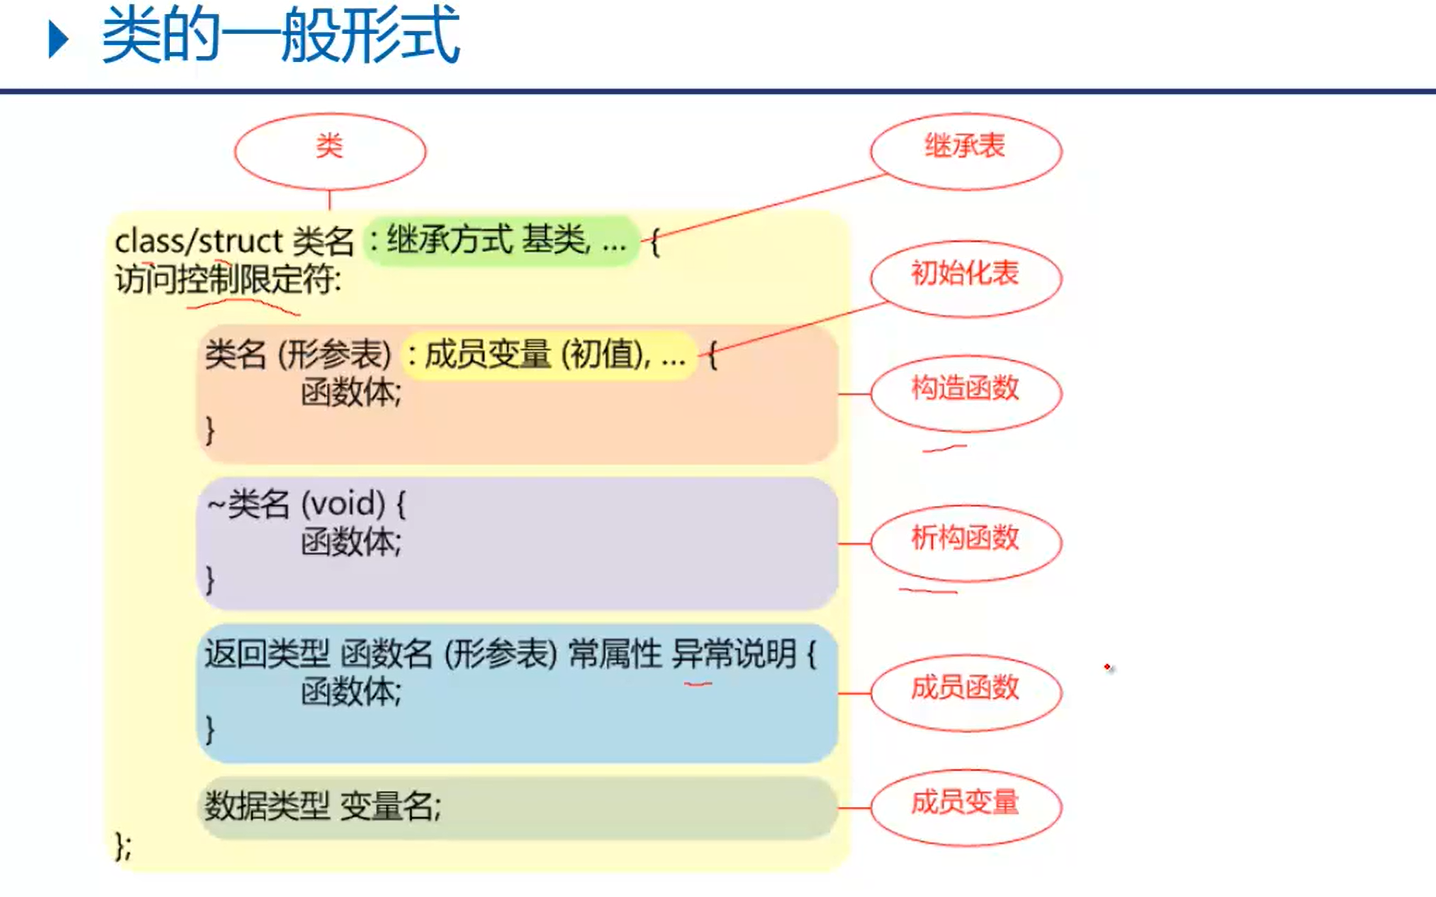 类的一般形式
类
继承表
class/struct 类名 : 继承方式 基类, ... {
访问控制限定符:
初始化表
类名 (形参表) : 成员变量 (初值), ... {
函数体;
}
构造函数
~类名 (void) {
函数体;
}
析构函数
返回类型 函数名 (形参表) 常属性 异常说明 {
函数体;
}
成员函数
数据类型 变量名;
成员变量
};